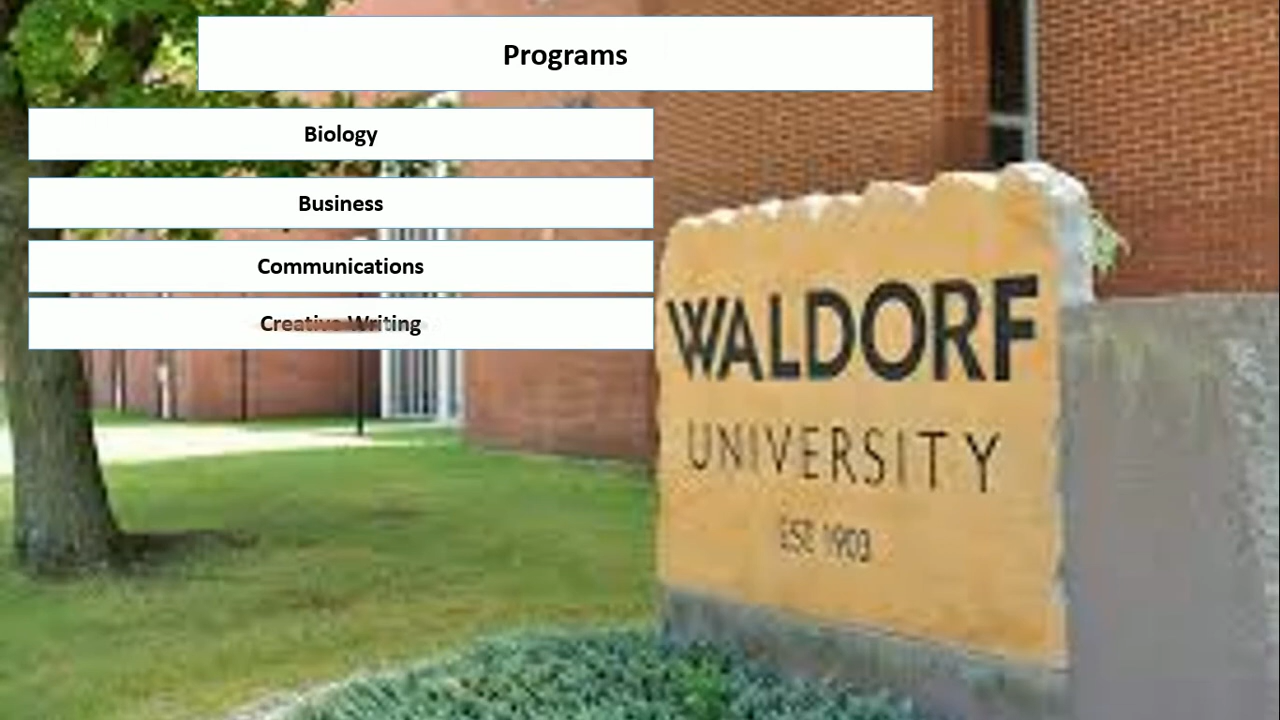 Programs
Biology
Business
Communications
Creative Writing
WALDORF
UNIVERSITY
EST 1903